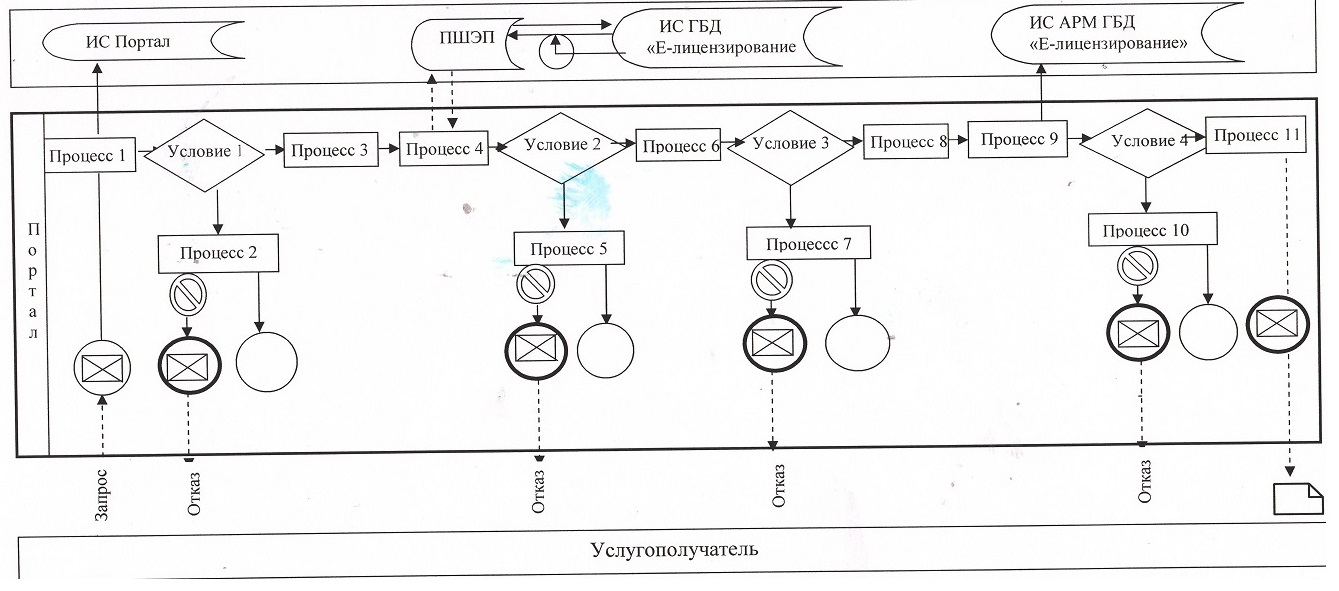 ИС Портал
ПШЭП
ИС ГБД
«Е-лицензирование
ИС АРМ ГБД
«Е-лицензирование»
Портал
Процесс 1
Условие 1
Процесс 3
Процесс 4
Условие 2
Процесс 6
Условие 3
Процесс 8
Процесс 9
Условие 4
Процесс 11
Процесс 2
Процесс 5
Процессс 7
Процесс 10
Запрос
Отказ
Отказ
Отказ
Отказ
Услугополучатель